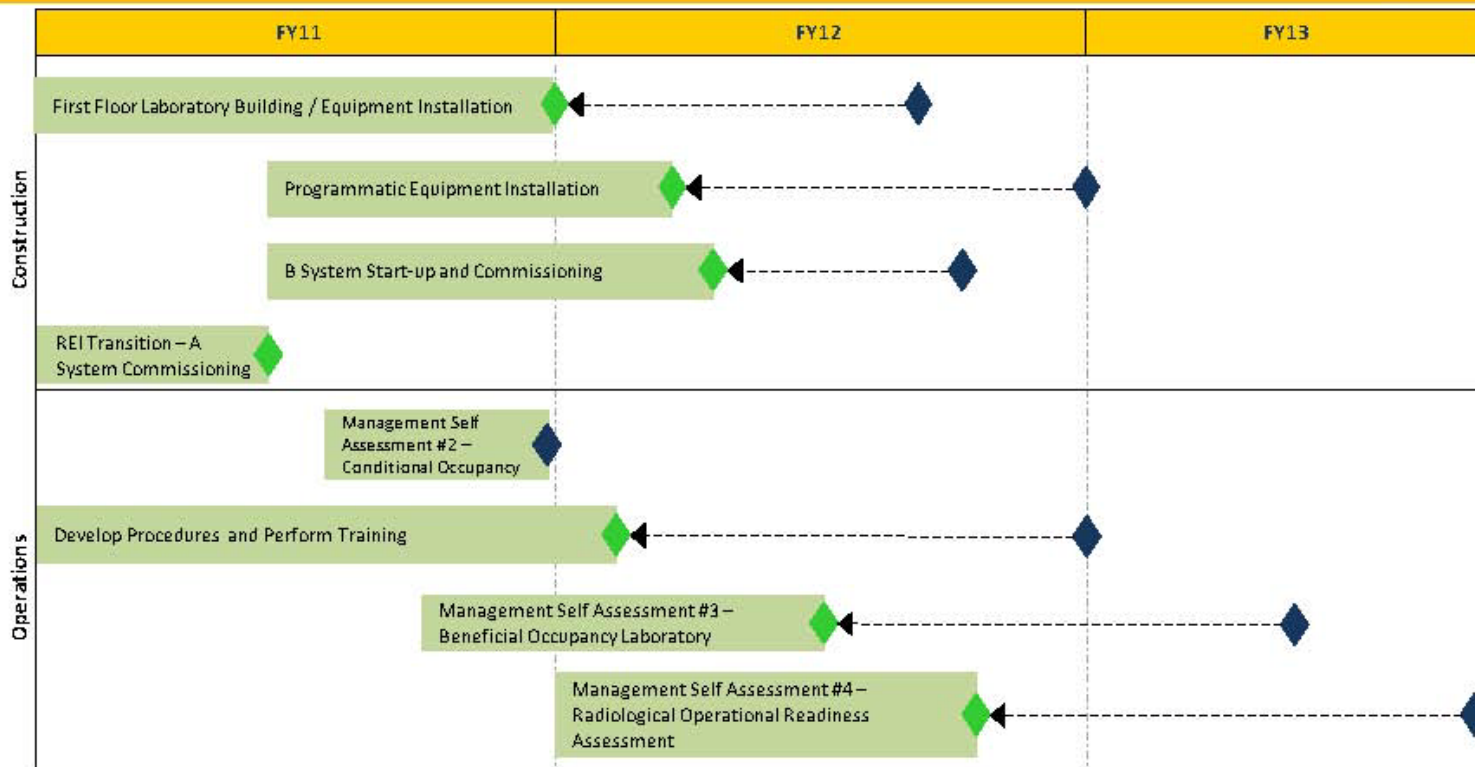 FY11
FY12
FY13
Construction
First Floor Laboratory Building / Equipment Installation
Programmatic Equipment Installation
B System Start-up and Commissioning
REI Transition – A
System Commissioning
Operations
Management Self
Assessment #2 –
Conditional Occupancy
Develop Procedures and Perform Training
Management Self Assessment #3 –
Beneficial Occupancy Laboratory
Management Self Assessment #4 –
Radiological Operational Readiness
Assessment